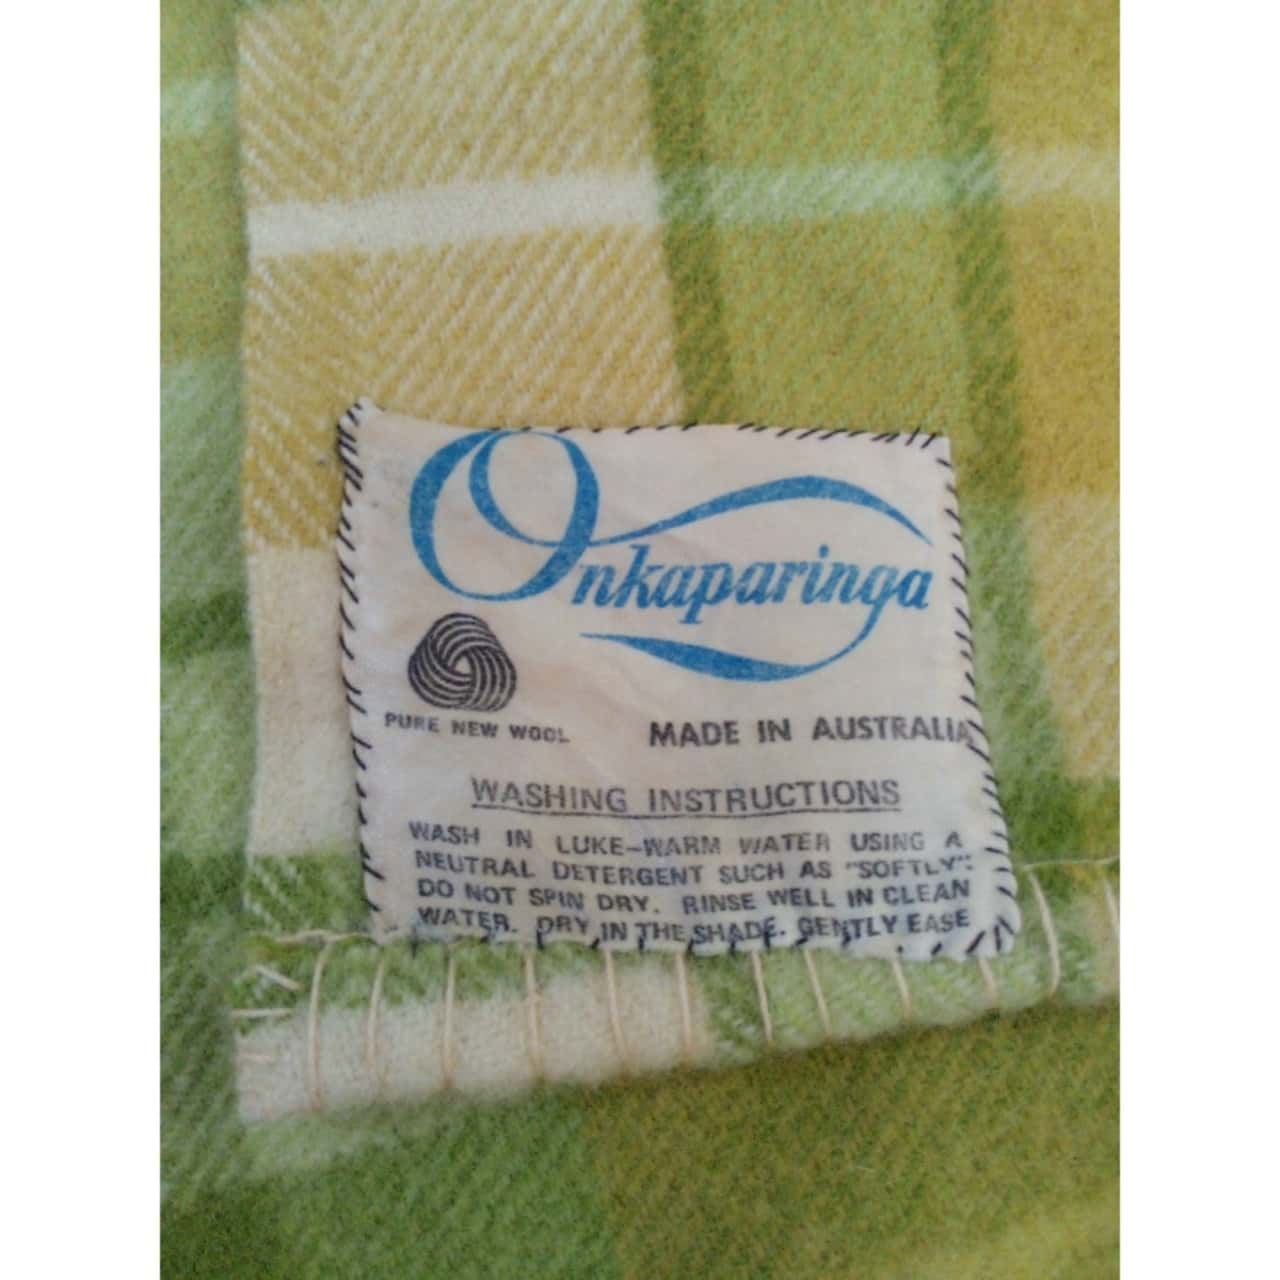 Onkaparinga
PURE NEW WOOL
MADE IN AUSTRALIA
WASHING INSTRUCTIONS
WASH IN LUKE-WARM WATER USING A
NEUTRAL DETERGENT SUCH AS "SOFTLY".
DO NOT SPIN DRY. RINSE WELL IN CLEAN
WATER. DRY IN THE SHADE. GENTLY EASE